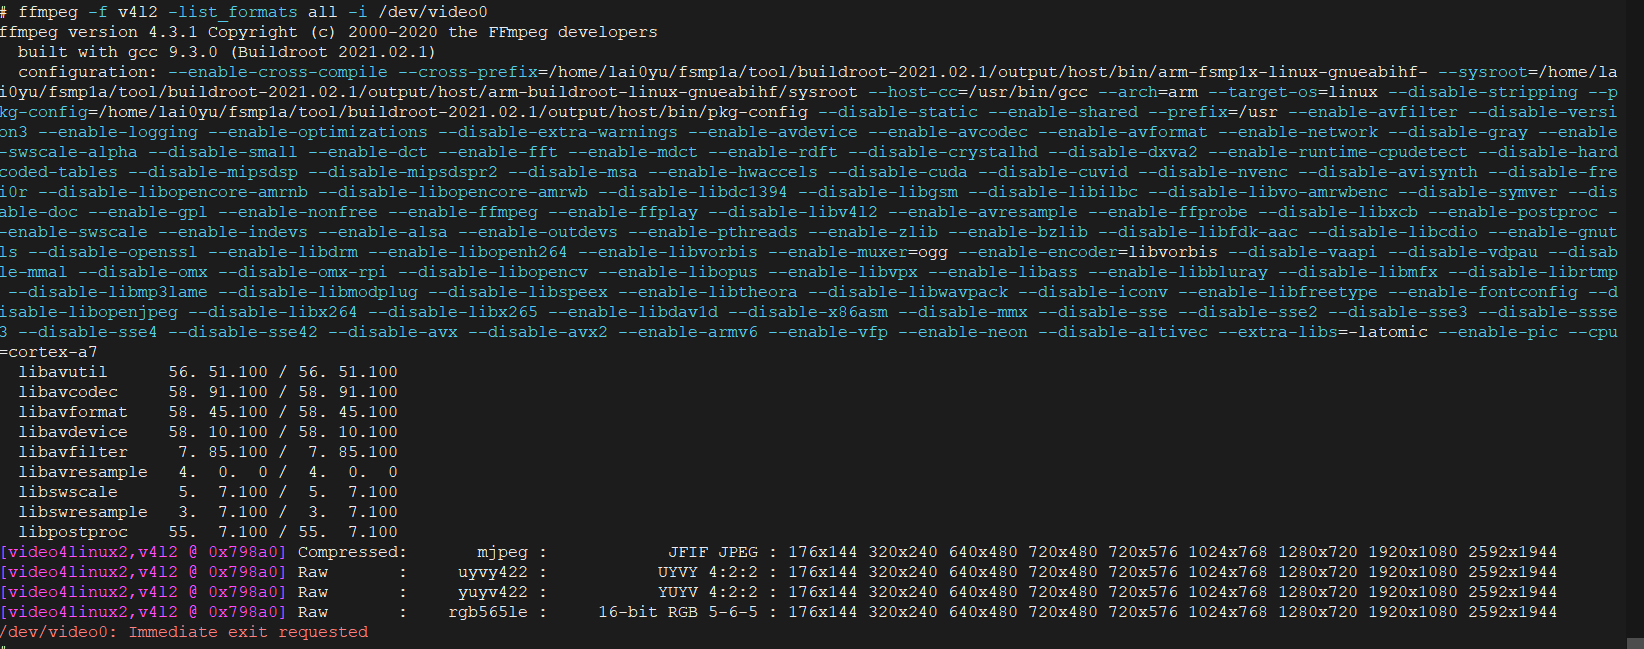 # ffmpeg -f v4l2 -list_formats all -i /dev/video0
ffmpeg version 4.3.1 Copyright (c) 2000-2020 the FFmpeg developers
  built with gcc 9.3.0 (Buildroot 2021.02.1)
  configuration: --enable-cross-compile --cross-prefix=/home/lai0yu/fsmp1a/tool/buildroot-2021.02.1/output/host/bin/arm-fsmp1x-linux-gnueabihf- --sysroot=/home/la
i0yu/fsmp1a/tool/buildroot-2021.02.1/output/host/arm-buildroot-linux-gnueabihf/sysroot --host-cc=/usr/bin/gcc --arch=arm --target-os=linux --disable-stripping --p
kg-config=/home/lai0yu/fsmp1a/tool/buildroot-2021.02.1/output/host/bin/pkg-config --disable-static --enable-shared --prefix=/usr --enable-avfilter --disable-versi
on3 --enable-logging --enable-optimizations --disable-extra-warnings --enable-avdevice --enable-avcodec --enable-avformat --enable-network --disable-gray --enable
-swscale-alpha --disable-small --enable-dct --enable-fft --enable-mdct --enable-rdft --disable-crystalhd --disable-dxva2 --enable-runtime-cpudetect --disable-hard
coded-tables --disable-mipsdsp --disable-mipsdspr2 --disable-msa --enable-hwaccels --disable-cuda --disable-cuvid --disable-nvenc --disable-avisynth --disable-fre
i0r --disable-libopencore-amrnb --disable-libopencore-amrwb --disable-libdc1394 --disable-libgsm --disable-libilbc --disable-libvo-amrwbenc --disable-symver --dis
able-doc --enable-gpl --enable-nonfree --enable-ffmpeg --enable-ffplay --disable-libv4l2 --enable-avresample --enable-ffprobe --disable-libxcb --enable-postproc -
-enable-swscale --enable-indevs --enable-alsa --enable-outdevs --enable-pthreads --enable-zlib --enable-bzlib --disable-libfdk-aac --disable-libcdio --enable-gnut
ls --disable-openssl --enable-libdrm --enable-libopenh264 --enable-libvorbis --enable-muxer=ogg --enable-encoder=libvorbis --disable-vaapi --disable-vdpau --disab
le-mmal --disable-omx --disable-omx-rpi --disable-libopencv --enable-libopus --enable-libvpx --enable-libass --enable-libbluray --disable-libmfx --disable-librtmp
 --disable-libmp3lame --disable-libmodplug --disable-libspeex --enable-libtheora --disable-libwavpack --disable-iconv --enable-libfreetype --enable-fontconfig --d
isable-libopenjpeg --disable-libx264 --disable-libx265 --enable-libdav1d --disable-x86asm --disable-mmx --disable-sse --disable-sse2 --disable-sse3 --disable-ssse
3 --disable-sse4 --disable-sse42 --disable-avx --disable-avx2 --enable-armv6 --enable-vfp --enable-neon --disable-altivec --extra-libs=-latomic --enable-pic --cpu
=cortex-a7
  libavutil      56. 51.100 / 56. 51.100
  libavcodec     58. 91.100 / 58. 91.100
  libavformat    58. 45.100 / 58. 45.100
  libavdevice    58. 10.100 / 58. 10.100
  libavfilter     7. 85.100 /  7. 85.100
  libavresample   4.  0.  0 /  4.  0.  0
  libswscale      5.  7.100 /  5.  7.100
  libswresample   3.  7.100 /  3.  7.100
  libpostproc    55.  7.100 / 55.  7.100
[video4linux2,v4l2 @ 0x798a0] Compressed:       mjpeg :            JFIF JPEG : 176x144 320x240 640x480 720x480 720x576 1024x768 1280x720 1920x1080 2592x1944
[video4linux2,v4l2 @ 0x798a0] Raw       :     uyvy422 :           UYVY 4:2:2 : 176x144 320x240 640x480 720x480 720x576 1024x768 1280x720 1920x1080 2592x1944
[video4linux2,v4l2 @ 0x798a0] Raw       :     yuyv422 :           YUYV 4:2:2 : 176x144 320x240 640x480 720x480 720x576 1024x768 1280x720 1920x1080 2592x1944
[video4linux2,v4l2 @ 0x798a0] Raw       :    rgb565le :     16-bit RGB 5-6-5 : 176x144 320x240 640x480 720x480 720x576 1024x768 1280x720 1920x1080 2592x1944
/dev/video0: Immediate exit requested